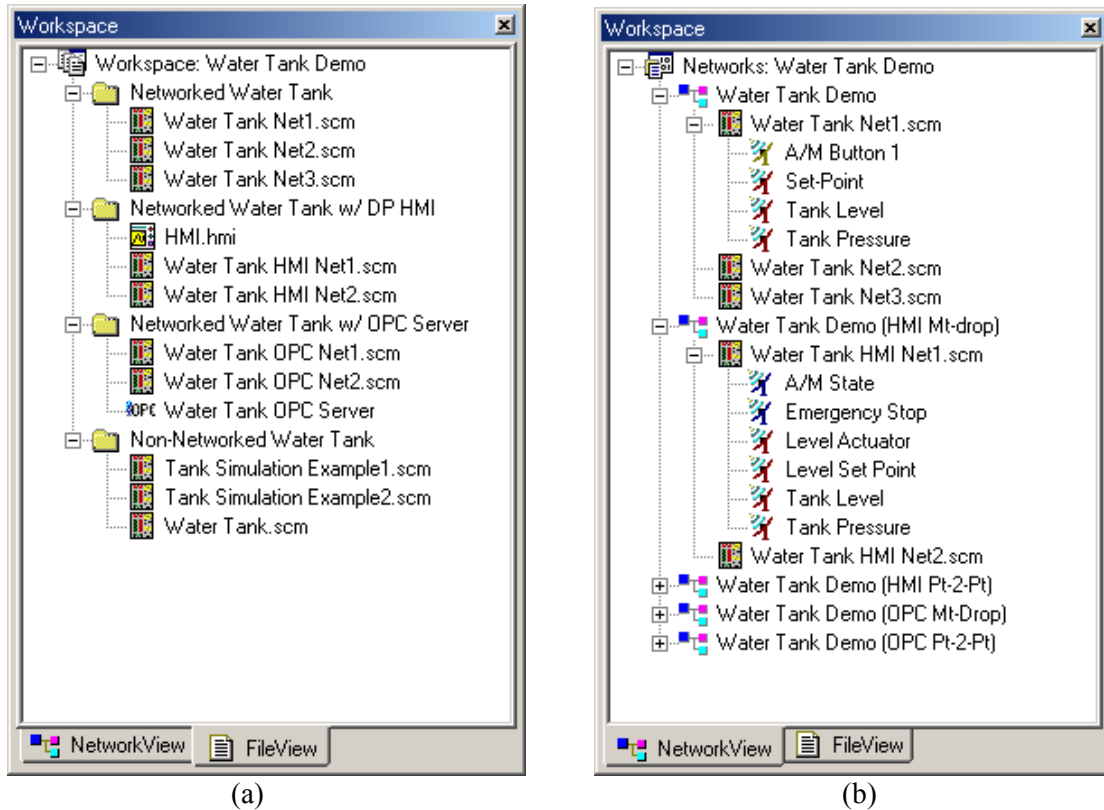 Workspace
Workspace: Water Tank Demo
Networked Water Tank
Water Tank Net1.scm
Water Tank Net2.scm
Water Tank Net3.scm
Networked Water Tank w/ DP HMI
HMI.hmi
Water Tank HMI Net1.scm
Water Tank HMI Net2.scm
Networked Water Tank w/ OPC Server
Water Tank OPC Net1.scm
Water Tank OPC Net2.scm
OPC Water Tank OPC Server
Non-Networked Water Tank
Tank Simulation Example1.scm
Tank Simulation Example2.scm
Water Tank.scm
NetworkView FileView
(a)
Workspace
Networks: Water Tank Demo
Water Tank Demo
Water Tank Net1.scm
A/M Button 1
Set-Point
Tank Level
Tank Pressure
Water Tank Net2.scm
Water Tank Net3.scm
Water Tank Demo (HMI Mt-drop)
Water Tank HMI Net1.scm
A/M State
Emergency Stop
Level Actuator
Level Set Point
Tank Level
Tank Pressure
Water Tank HMI Net2.scm
Water Tank Demo (HMI Pt-2-Pt)
Water Tank Demo (OPC Mt-Drop)
Water Tank Demo (OPC Pt-2-Pt)
NetworkView FileView
(b)